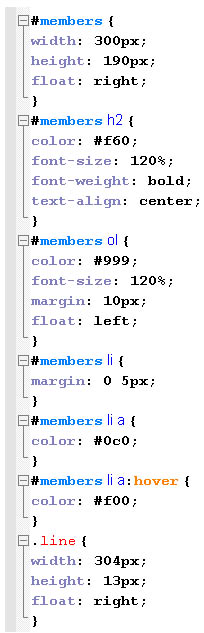 #members {
width: 300px;
height: 190px;
float: right;
}
#members h2 {
color: #f60;
font-size: 120%;
font-weight: bold;
text-align: center;
}
#members ol {
color: #999;
font-size: 120%;
margin: 10px;
float: left;
}
#members li {
margin: 0 5px;
}
#members li a {
color: #0c0;
}
#members li a:hover {
color: #f00;
}
.line {
width: 304px;
height: 13px;
float: right;
}